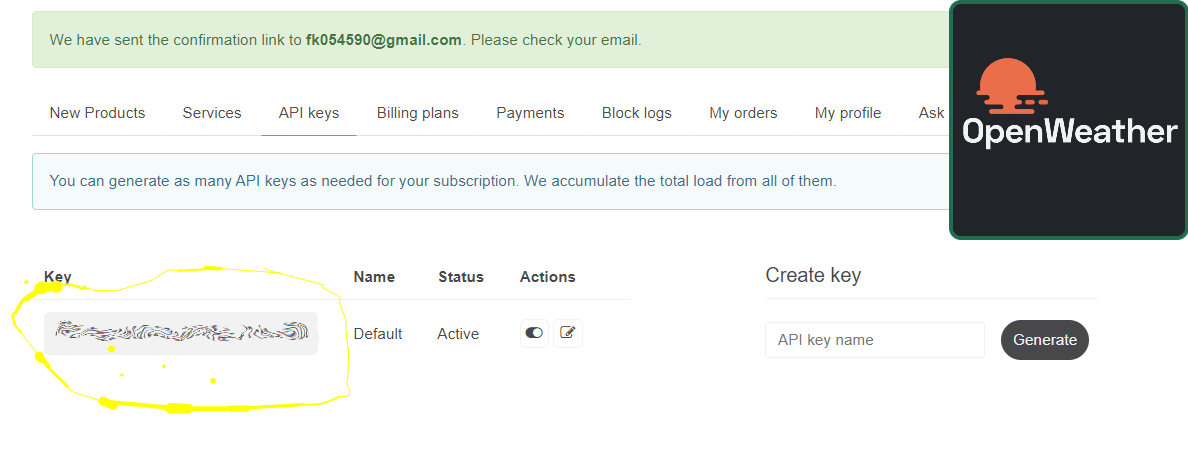 We have sent the confirmation link to fk054590@gmail.com. Please check your email.
New Products Services API keys Billing plans Payments Block logs My orders My profile Ask
OpenWeather
You can generate as many API keys as needed for your subscription. We accumulate the total load from all of them.
Key Name Status Actions
Default Active
Create key
API key name Generate